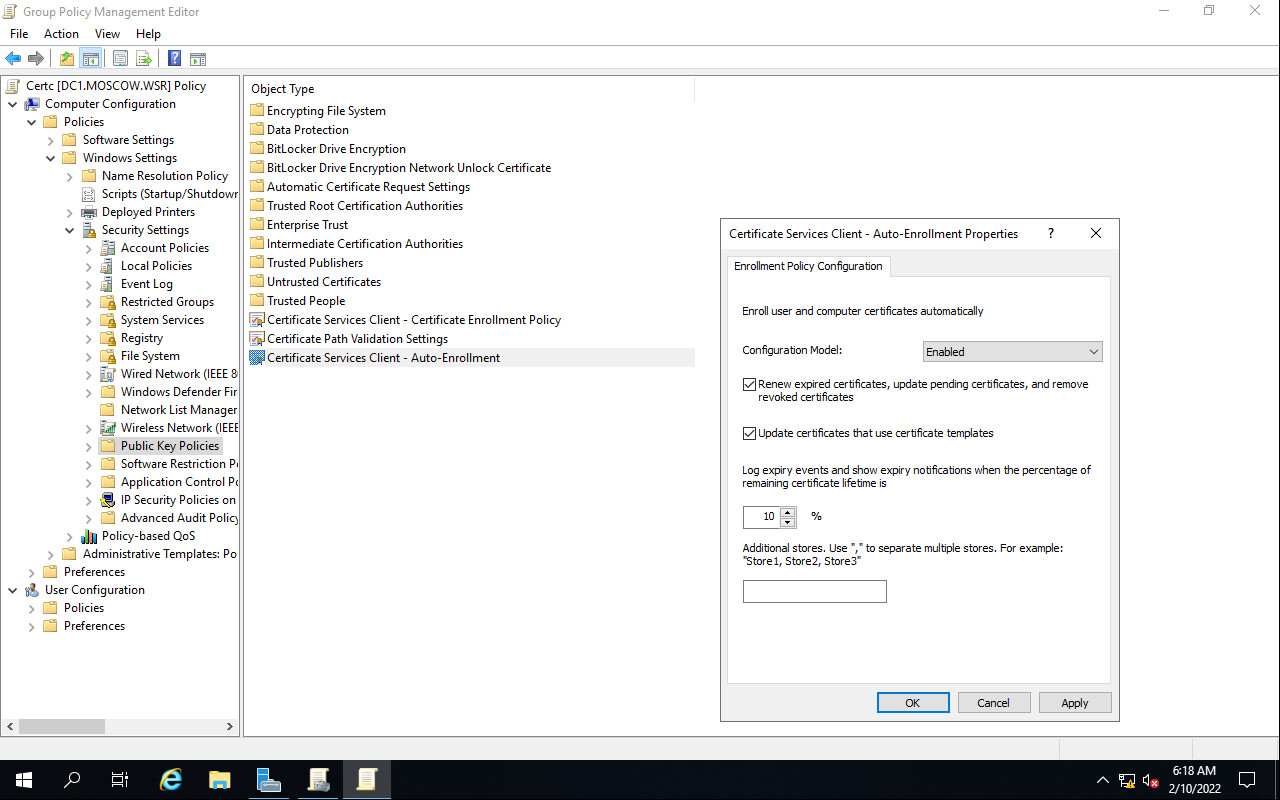 Group Policy Management Editor
File Action View Help
Certc [DC1.MOSCOW.WSR] Policy
Computer Configuration
Policies
Software Settings
Windows Settings
Name Resolution Policy
Scripts (Startup/Shutdown
Deployed Printers
Security Settings
Account Policies
Local Policies
Event Log
Restricted Groups
System Services
Registry
File System
Wired Network (IEEE 8
Windows Defender Fir
Network List Manager
Wireless Network (IEEE
Public Key Policies
Software Restriction P
Application Control Po
IP Security Policies on
Advanced Audit Policy
Policy-based QoS
Administrative Templates: Po
Preferences
User Configuration
Policies
Preferences
Object Type
Encrypting File System
Data Protection
BitLocker Drive Encryption
BitLocker Drive Encryption Network Unlock Certificate
Automatic Certificate Request Settings
Trusted Root Certification Authorities
Enterprise Trust
Intermediate Certification Authorities
Trusted Publishers
Untrusted Certificates
Trusted People
Certificate Services Client - Certificate Enrollment Policy
Certificate Path Validation Settings
Certificate Services Client - Auto-Enrollment
Certificate Services Client - Auto-Enrollment Properties ?
Enrollment Policy Configuration
Enroll user and computer certificates automatically
Configuration Model: Enabled
Renew expired certificates, update pending certificates, and remove
revoked certificates
Update certificates that use certificate templates
Log expiry events and show expiry notifications when the percentage of
remaining certificate lifetime is
10 %
Additional stores. Use "," to separate multiple stores. For example:
"Store1, Store2, Store3"
OK Cancel Apply
6:18 AM
2/10/2022